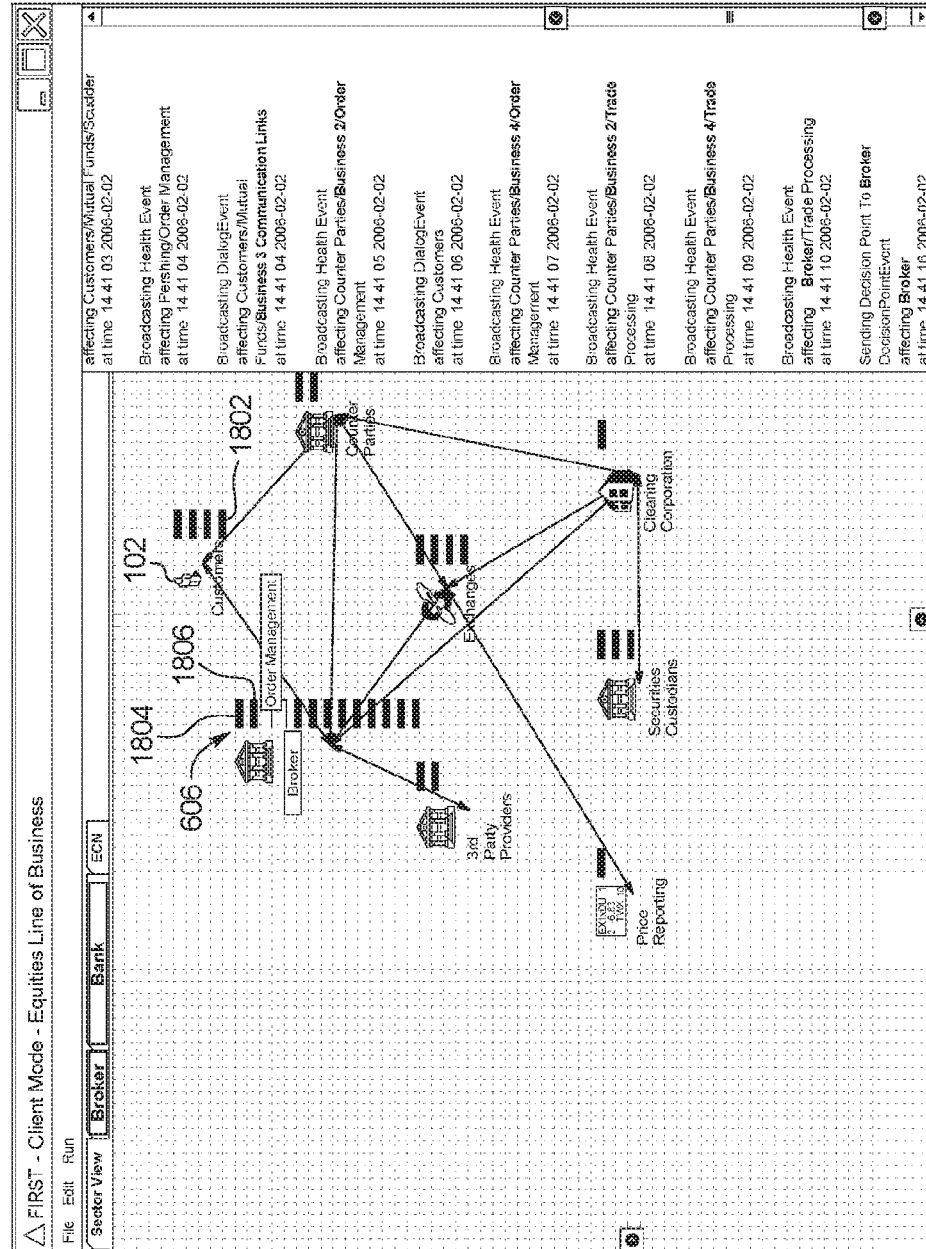 FIRST - Client Mode - Equities Line of Business
File Edit Run
Sector View Broker Bank ECN
606
1804
1806
102
1802
Customers
Order Management
Broker
Counter
Parties
Exchanges
3rd
Party
Providers
Price
Reporting
Securities
Custodians
Clearing
Corporation
affecting Customers/Mutual Funds/Scudder
at time 14 41 03 2006-02-02
Broadcasting Health Event
affecting Pershing/Order Management
at time 14 41 04 2006-02-02
Broadcasting DialogEvent
affecting Customers/Mutual
Funds/Business 3 Communication Links
at time 14 41 04 2006-02-02
Broadcasting Health Event
affecting Counter Parties/Business 2/Order
Management
at time 14 41 05 2006-02-02
Broadcasting DialogEvent
affecting Customers
at time 14 41 06 2006-02-02
Broadcasting Health Event
affecting Counter Parties/Business 4/Order
Management
at time 14 41 07 2006-02-02
Broadcasting Health Event
affecting Counter Parties/Business 2/Trade
Processing
at time 14 41 08 2006-02-02
Broadcasting Health Event
affecting Counter Parties/Business 4/Trade
Processing
at time 14 41 09 2006-02-02
Broadcasting Health Event
affecting Broker/Trade Processing
at time 14 41 10 2006-02-02
Sending Decision Point To Broker
DecisionPointEvent
affecting Broker
at time 14 41 16 2006-02-02